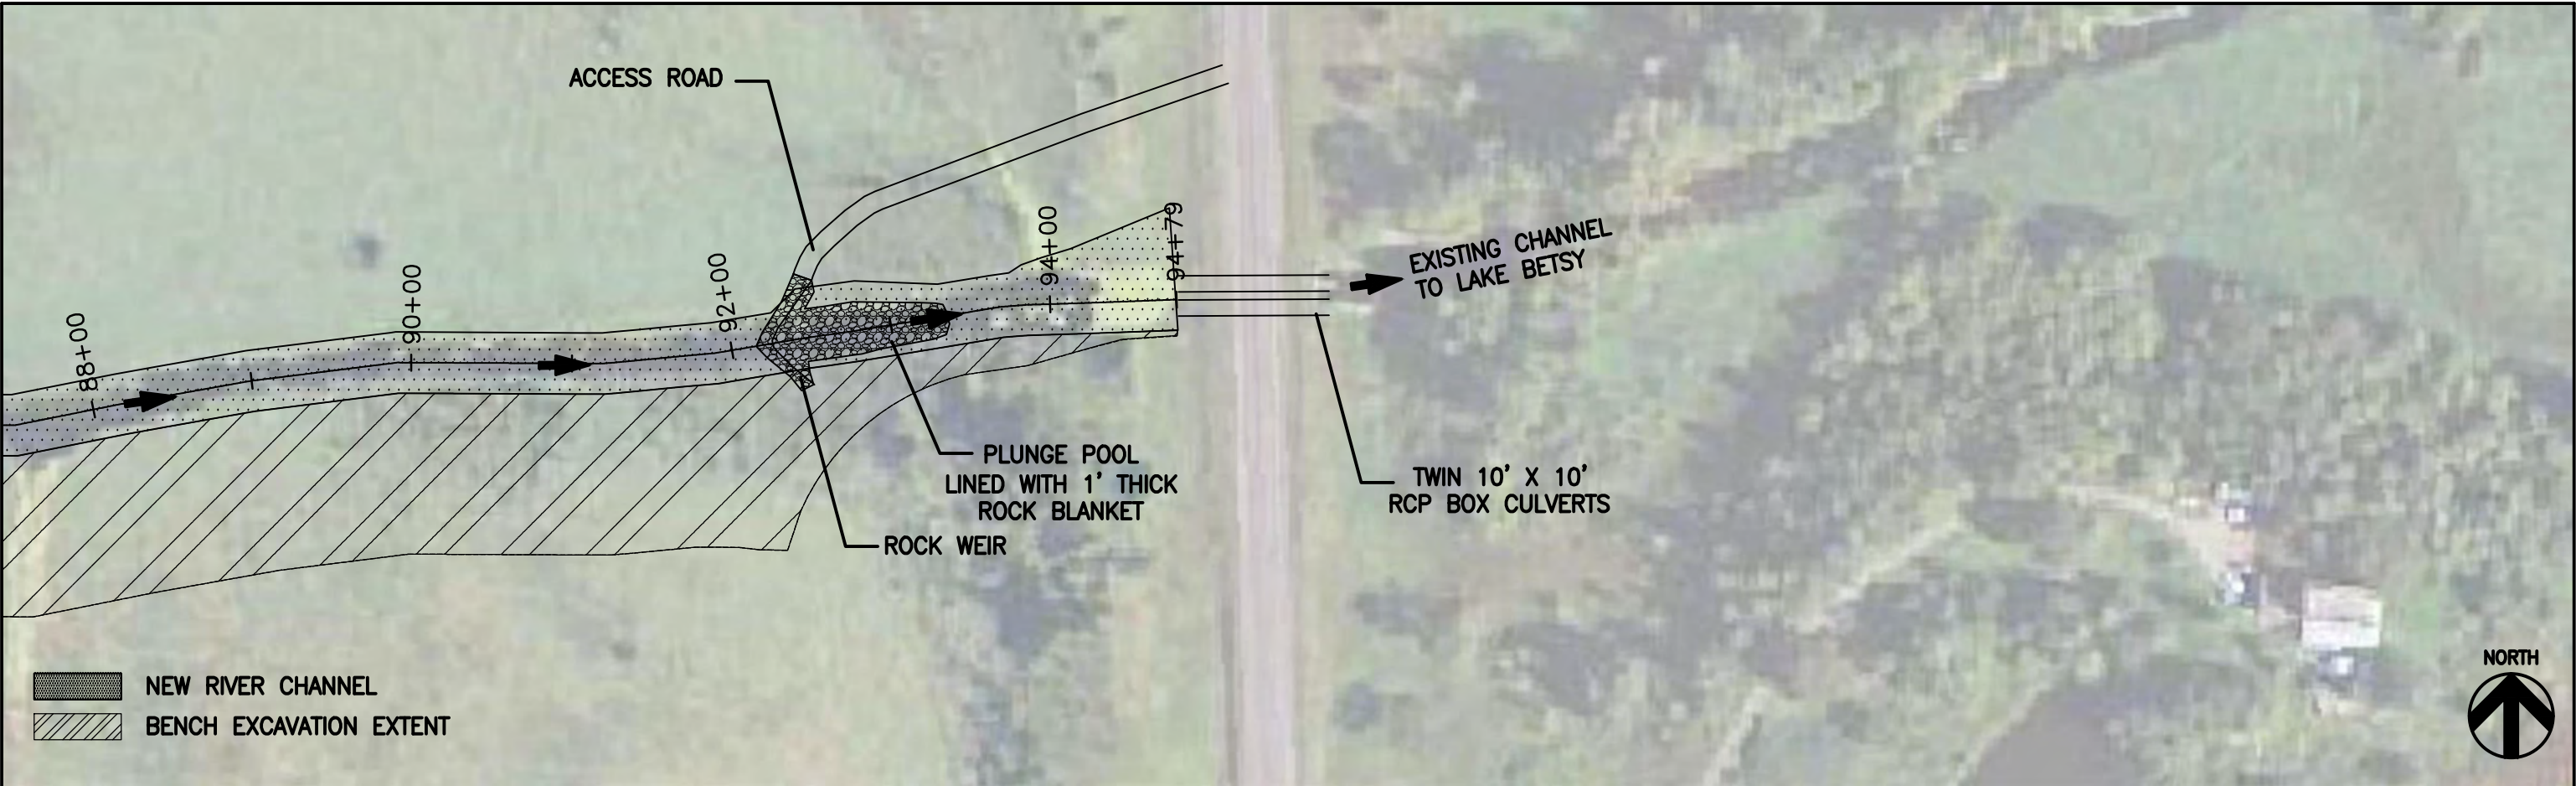 ACCESS ROAD
88+00
90+00
92+00
94+00
94+79
EXISTING CHANNEL
TO LAKE BETSY
PLUNGE POOL
LINED WITH 1' THICK
ROCK BLANKET
ROCK WEIR
TWIN 10' X 10'
RCP BOX CULVERTS
NEW RIVER CHANNEL
BENCH EXCAVATION EXTENT
NORTH